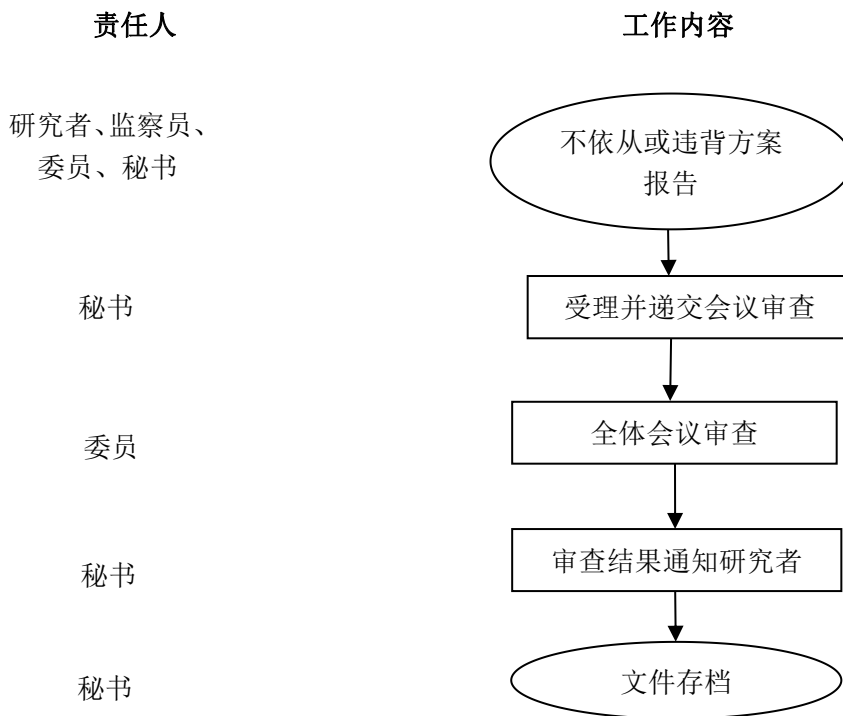 责任人
工作内容
研究者、监察员、
委员、秘书
不依从或违背方案
报告
秘书
受理并递交会议审查
委员
全体会议审查
秘书
审查结果通知研究者
秘书
文件存档